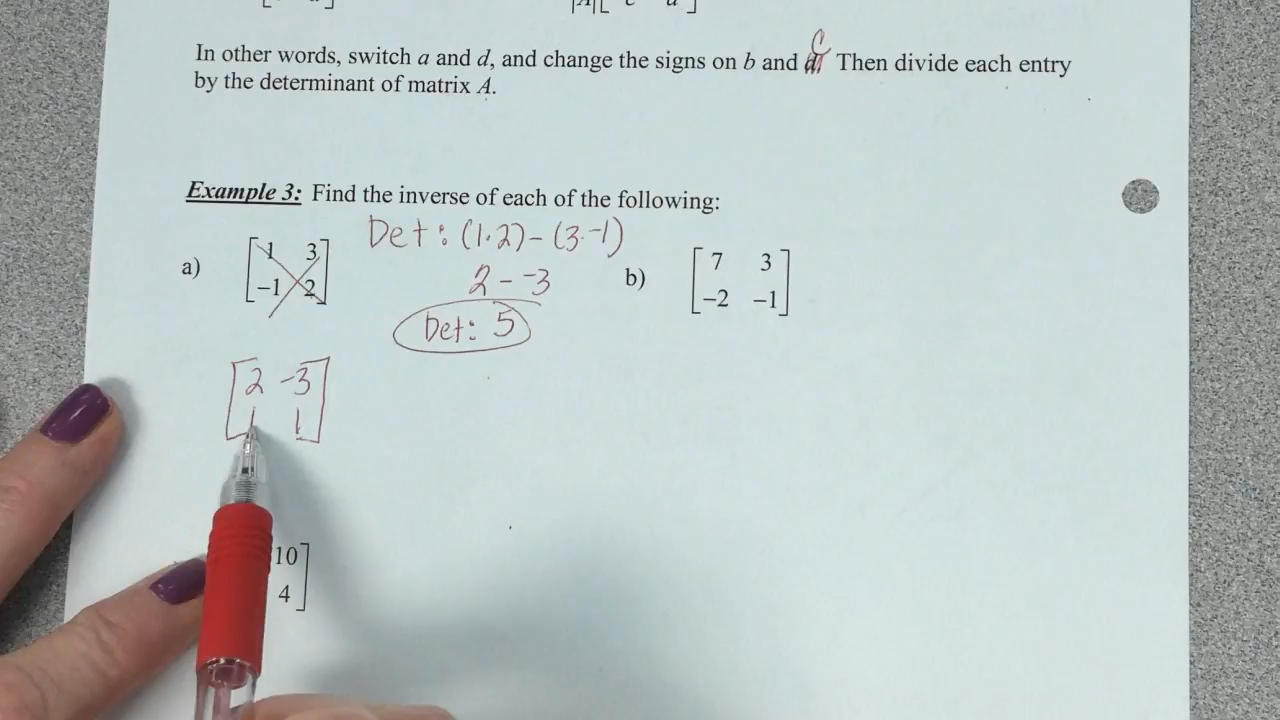 In other words, switch a and d, and change the signs on b and c Then divide each entry
by the determinant of matrix A.
Example 3: Find the inverse of each of the following:
Det: (1·2) - (3·-1)
a) [1 3
-1 2]
2 - -3
Det: 5
b) [7 3
-2 -1]
[2 -3
1 1]
10
4]